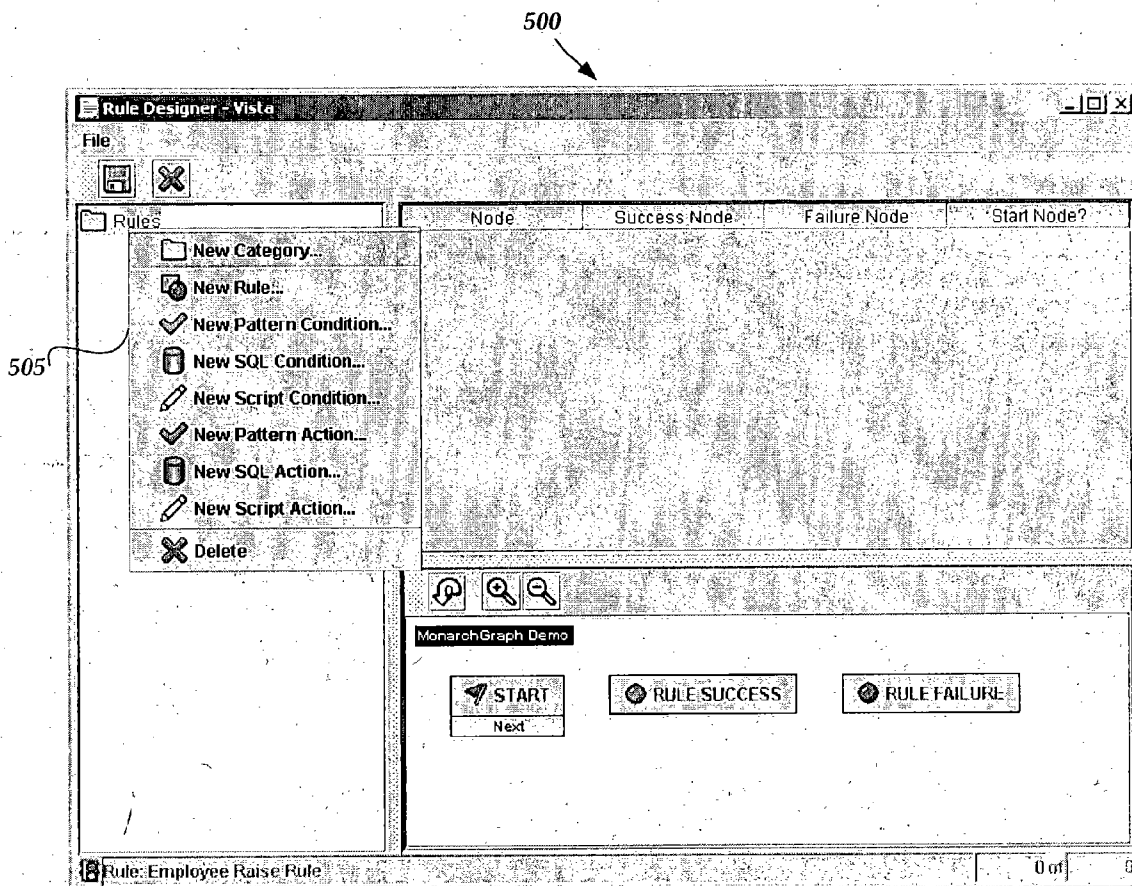 500
Rule Designer - Vista
File
Rules
Node Success Node Failure Node Start Node?
New Category...
New Rule...
New Pattern Condition...
505
New SQL Condition...
New Script Condition...
New Pattern Action...
New SQL Action...
New Script Action...
Delete
MonarchGraph Demo
START RULE SUCCESS RULE FAILURE
Next
Rule: Employee Raise Rule 0 of 0